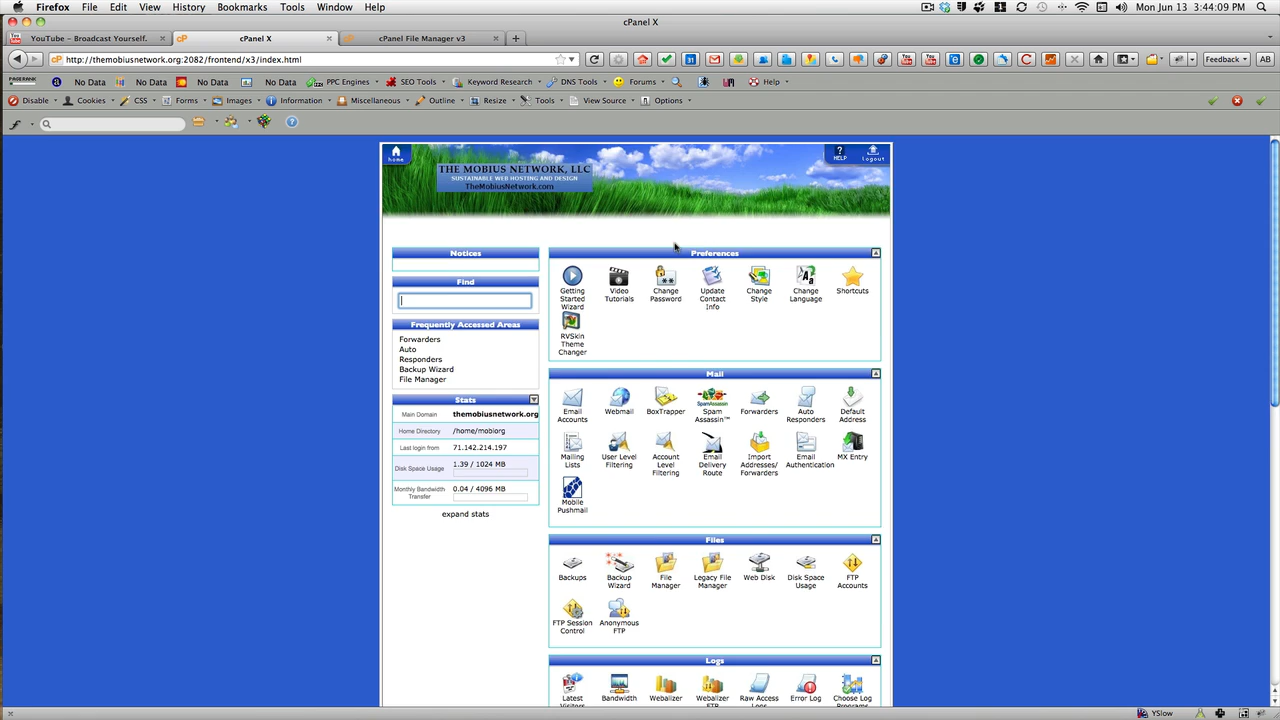 Firefox File Edit View History Bookmarks Tools Window Help
Mon Jun 13 3:44:09 PM
cPanel X
YouTube - Broadcast Yourself.
cPanel X
cPanel File Manager v3
http://themobiusnetwork.org:2082/frontend/x3/index.html
Feedback
AB
PAGERANK No Data No Data No Data No Data PPC Engines SEO Tools Keyword Research DNS Tools Forums Help
Disable Cookies CSS Forms Images Information Miscellaneous Outline Resize Tools View Source Options
home
HELP
logout
THE MOBIUS NETWORK, LLC
SUSTAINABLE WEB HOSTING AND DESIGN
TheMobiusNetwork.com
Notices
Find
Frequently Accessed Areas
Forwarders
Auto
Responders
Backup Wizard
File Manager
Stats
Main Domain themobiusnetwork.org
Home Directory /home/mobiorg
Last login from 71.142.214.197
Disk Space Usage 1.39 / 1024 MB
Monthly Bandwidth Transfer 0.04 / 4096 MB
expand stats
Preferences
Getting Started Wizard
Video Tutorials
Change Password
Update Contact Info
Change Style
Change Language
Shortcuts
RVSkin Theme Changer
Mail
Email Accounts
Webmail
BoxTrapper
Spam Assassin™
Forwarders
Auto Responders
Default Address
Mailing Lists
User Level Filtering
Account Level Filtering
Email Delivery Route
Import Addresses/Forwarders
Email Authentication
MX Entry
Mobile Pushmail
Files
Backups
Backup Wizard
File Manager
Legacy File Manager
Web Disk
Disk Space Usage
FTP Accounts
FTP Session Control
Anonymous FTP
Logs
Latest Visitors
Bandwidth
Webalizer
Webalizer FTP
Raw Access Logs
Error Log
Choose Log Programs
YSlow